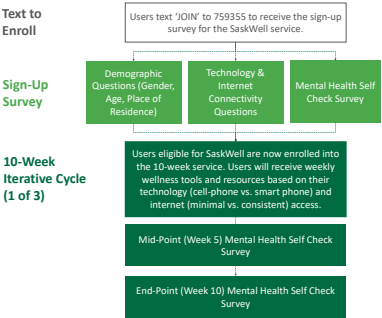 Text to
Enroll
Users text ‘JOIN’ to 759355 to receive the sign-up
survey for the SaskWell service.
Sign-Up
Survey
Demographic
Questions (Gender,
Age, Place of
Residence)
Technology &
Internet
Connectivity
Questions
Mental Health Self
Check Survey
10-Week
Iterative Cycle
(1 of 3)
Users eligible for SaskWell are now enrolled into
the 10-week service. Users will receive weekly
wellness tools and resources based on their
technology (cell-phone vs. smart phone) and
internet (minimal vs. consistent) access.
Mid-Point (Week 5) Mental Health Self Check
Survey
End-Point (Week 10) Mental Health Self Check
Survey